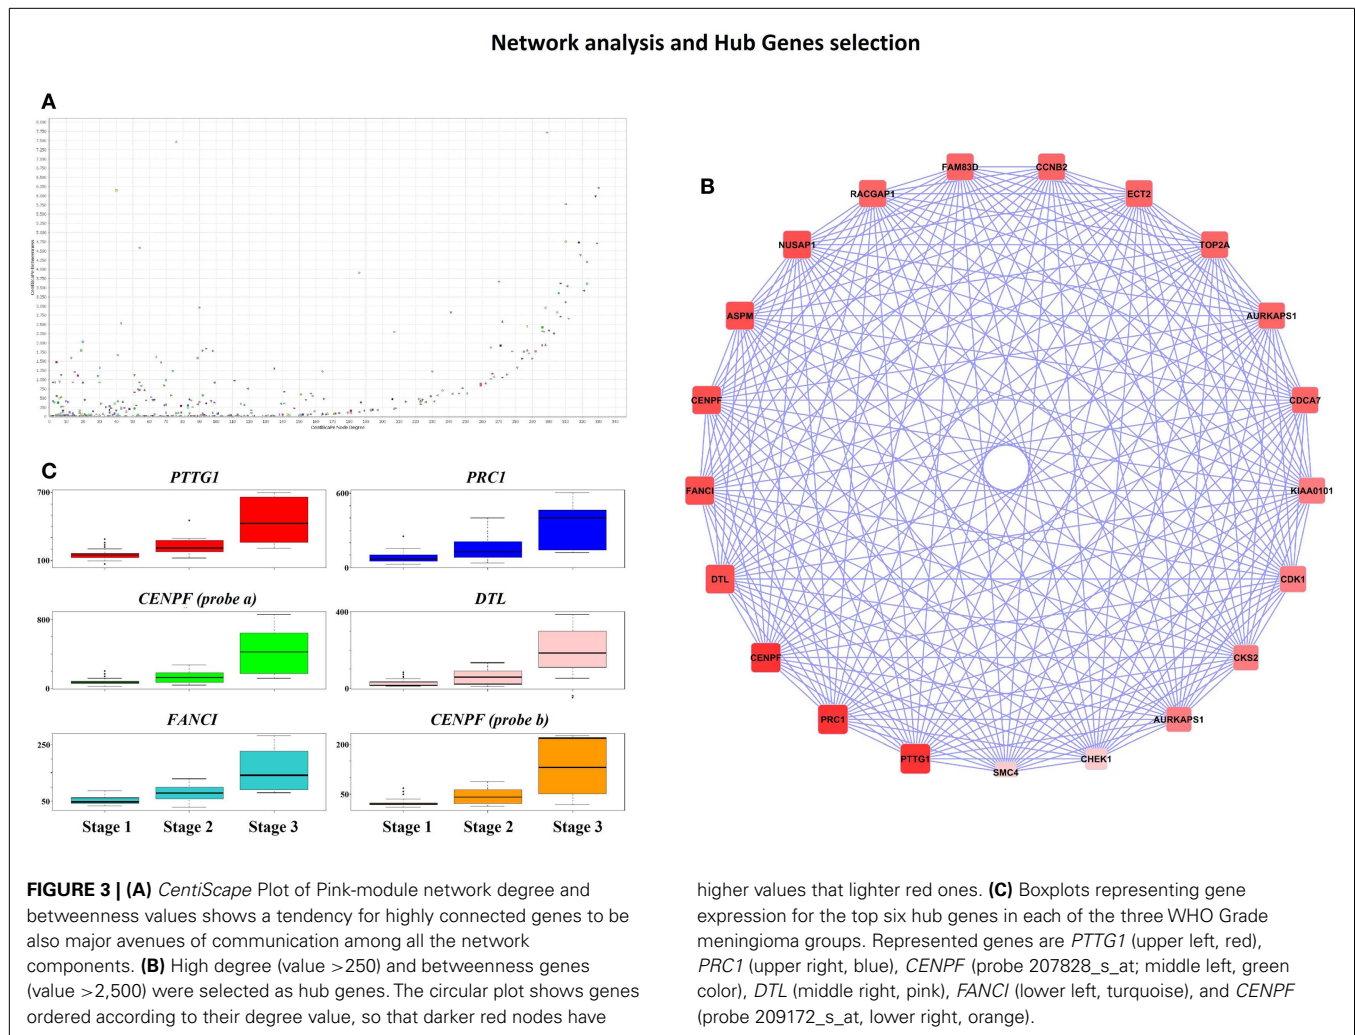 Network analysis and Hub Genes selection
A
CentiScaPe Betweenness
CentiScaPe Node Degree
B
FAM83D
CCNB2
RACGAP1
ECT2
NUSAP1
TOP2A
ASPM
AURKAPS1
CENPF
CDCA7
FANCI
KIAA0101
DTL
CDK1
CENPF
CKS2
PRC1
AURKAPS1
PTTG1
SMC4
CHEK1
C
PTTG1
700
100
PRC1
600
0
CENPF (probe a)
800
0
DTL
400
0
FANCI
250
50
CENPF (probe b)
200
50
Stage 1 Stage 2 Stage 3
Stage 1 Stage 2 Stage 3
FIGURE 3 | (A) CentiScape Plot of Pink-module network degree and
betweenness values shows a tendency for highly connected genes to be
also major avenues of communication among all the network
components. (B) High degree (value >250) and betweenness genes
(value >2,500) were selected as hub genes. The circular plot shows genes
ordered according to their degree value, so that darker red nodes have
higher values that lighter red ones. (C) Boxplots representing gene
expression for the top six hub genes in each of the three WHO Grade
meningioma groups. Represented genes are PTTG1 (upper left, red),
PRC1 (upper right, blue), CENPF (probe 207828_s_at; middle left, green
color), DTL (middle right, pink), FANCI (lower left, turquoise), and CENPF
(probe 209172_s_at, lower right, orange).